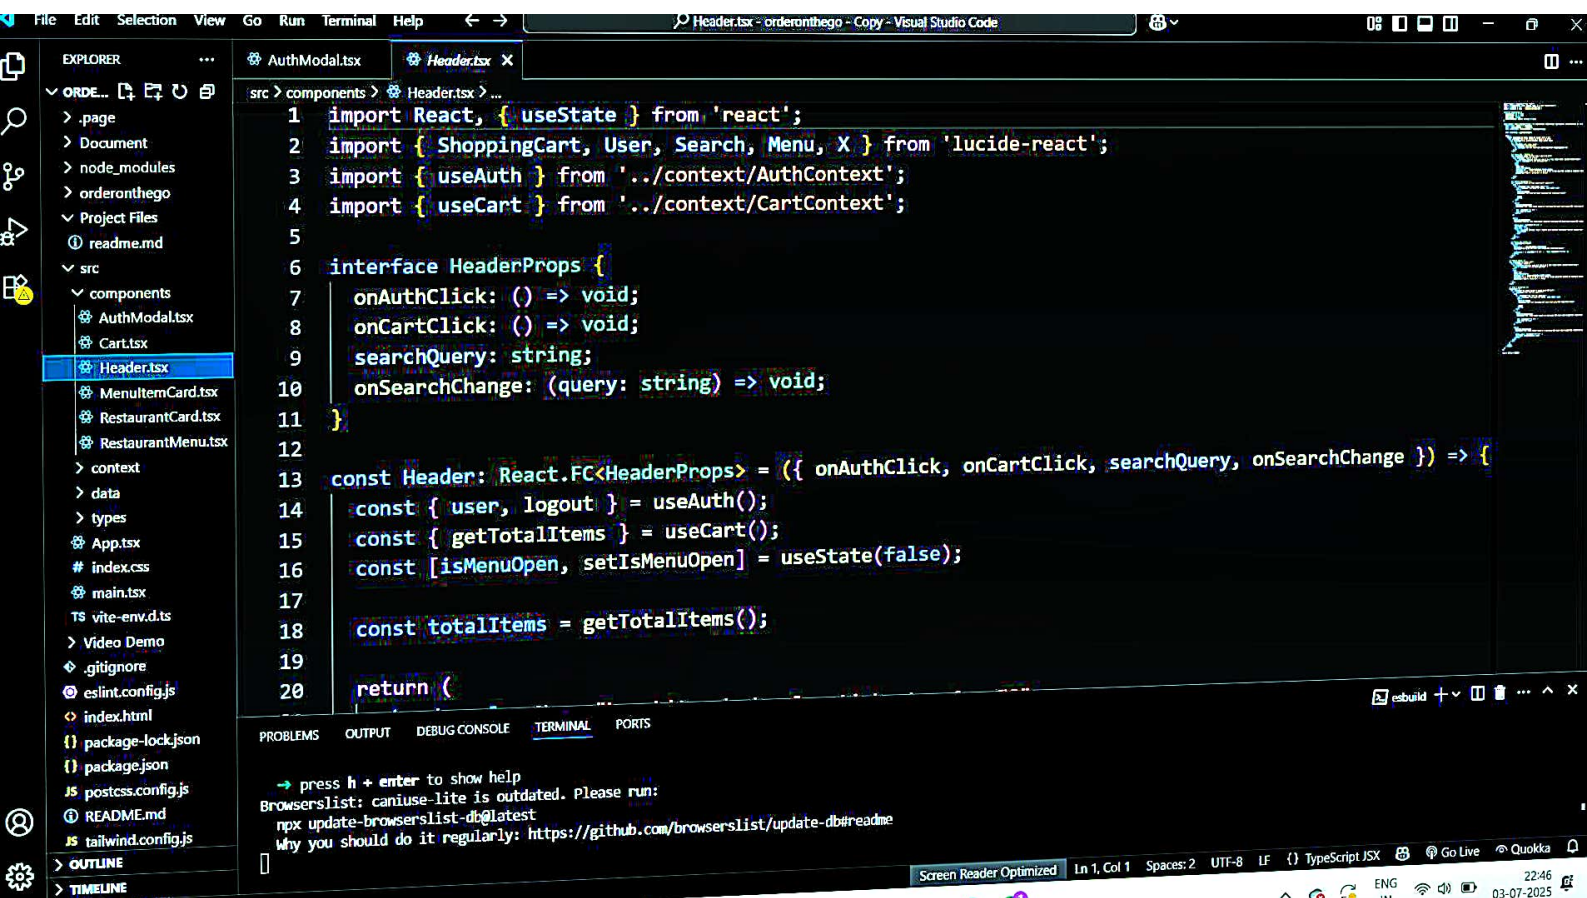 File Edit Selection View Go Run Terminal Help
Header.tsx - orderonthego - Copy - Visual Studio Code
EXPLORER
ORDE...
.page
Document
node_modules
orderonthego
Project Files
readme.md
src
components
AuthModal.tsx
Cart.tsx
Header.tsx
MenuItemCard.tsx
RestaurantCard.tsx
RestaurantMenu.tsx
context
data
types
App.tsx
# index.css
main.tsx
TS vite-env.d.ts
Video Demo
.gitignore
eslint.config.js
<> index.html
{} package-lock.json
{} package.json
JS postcss.config.js
README.md
JS tailwind.config.js
OUTLINE
TIMELINE
AuthModal.tsx Header.tsx
src > components > Header.tsx > ...
1 import React, { useState } from 'react';
2 import { ShoppingCart, User, Search, Menu, X } from 'lucide-react';
3 import { useAuth } from '../context/AuthContext';
4 import { useCart } from '../context/CartContext';
5
6 interface HeaderProps {
7 onAuthClick: () => void;
8 onCartClick: () => void;
9 searchQuery: string;
10 onSearchChange: (query: string) => void;
11 }
12
13 const Header: React.FC<HeaderProps> = ({ onAuthClick, onCartClick, searchQuery, onSearchChange }) => {
14 const { user, logout } = useAuth();
15 const { getTotalItems } = useCart();
16 const [isMenuOpen, setIsMenuOpen] = useState(false);
17
18 const totalItems = getTotalItems();
19
20 return (
esbuild
PROBLEMS OUTPUT DEBUG CONSOLE TERMINAL PORTS
→ press h + enter to show help
Browserslist: caniuse-lite is outdated. Please run:
npx update-browserslist-db@latest
Why you should do it regularly: https://github.com/browserslist/update-db#readme
Screen Reader Optimized Ln 1, Col 1 Spaces: 2 UTF-8 LF {} TypeScript JSX Go Live Quokka
ENG 22:46
03-07-2025